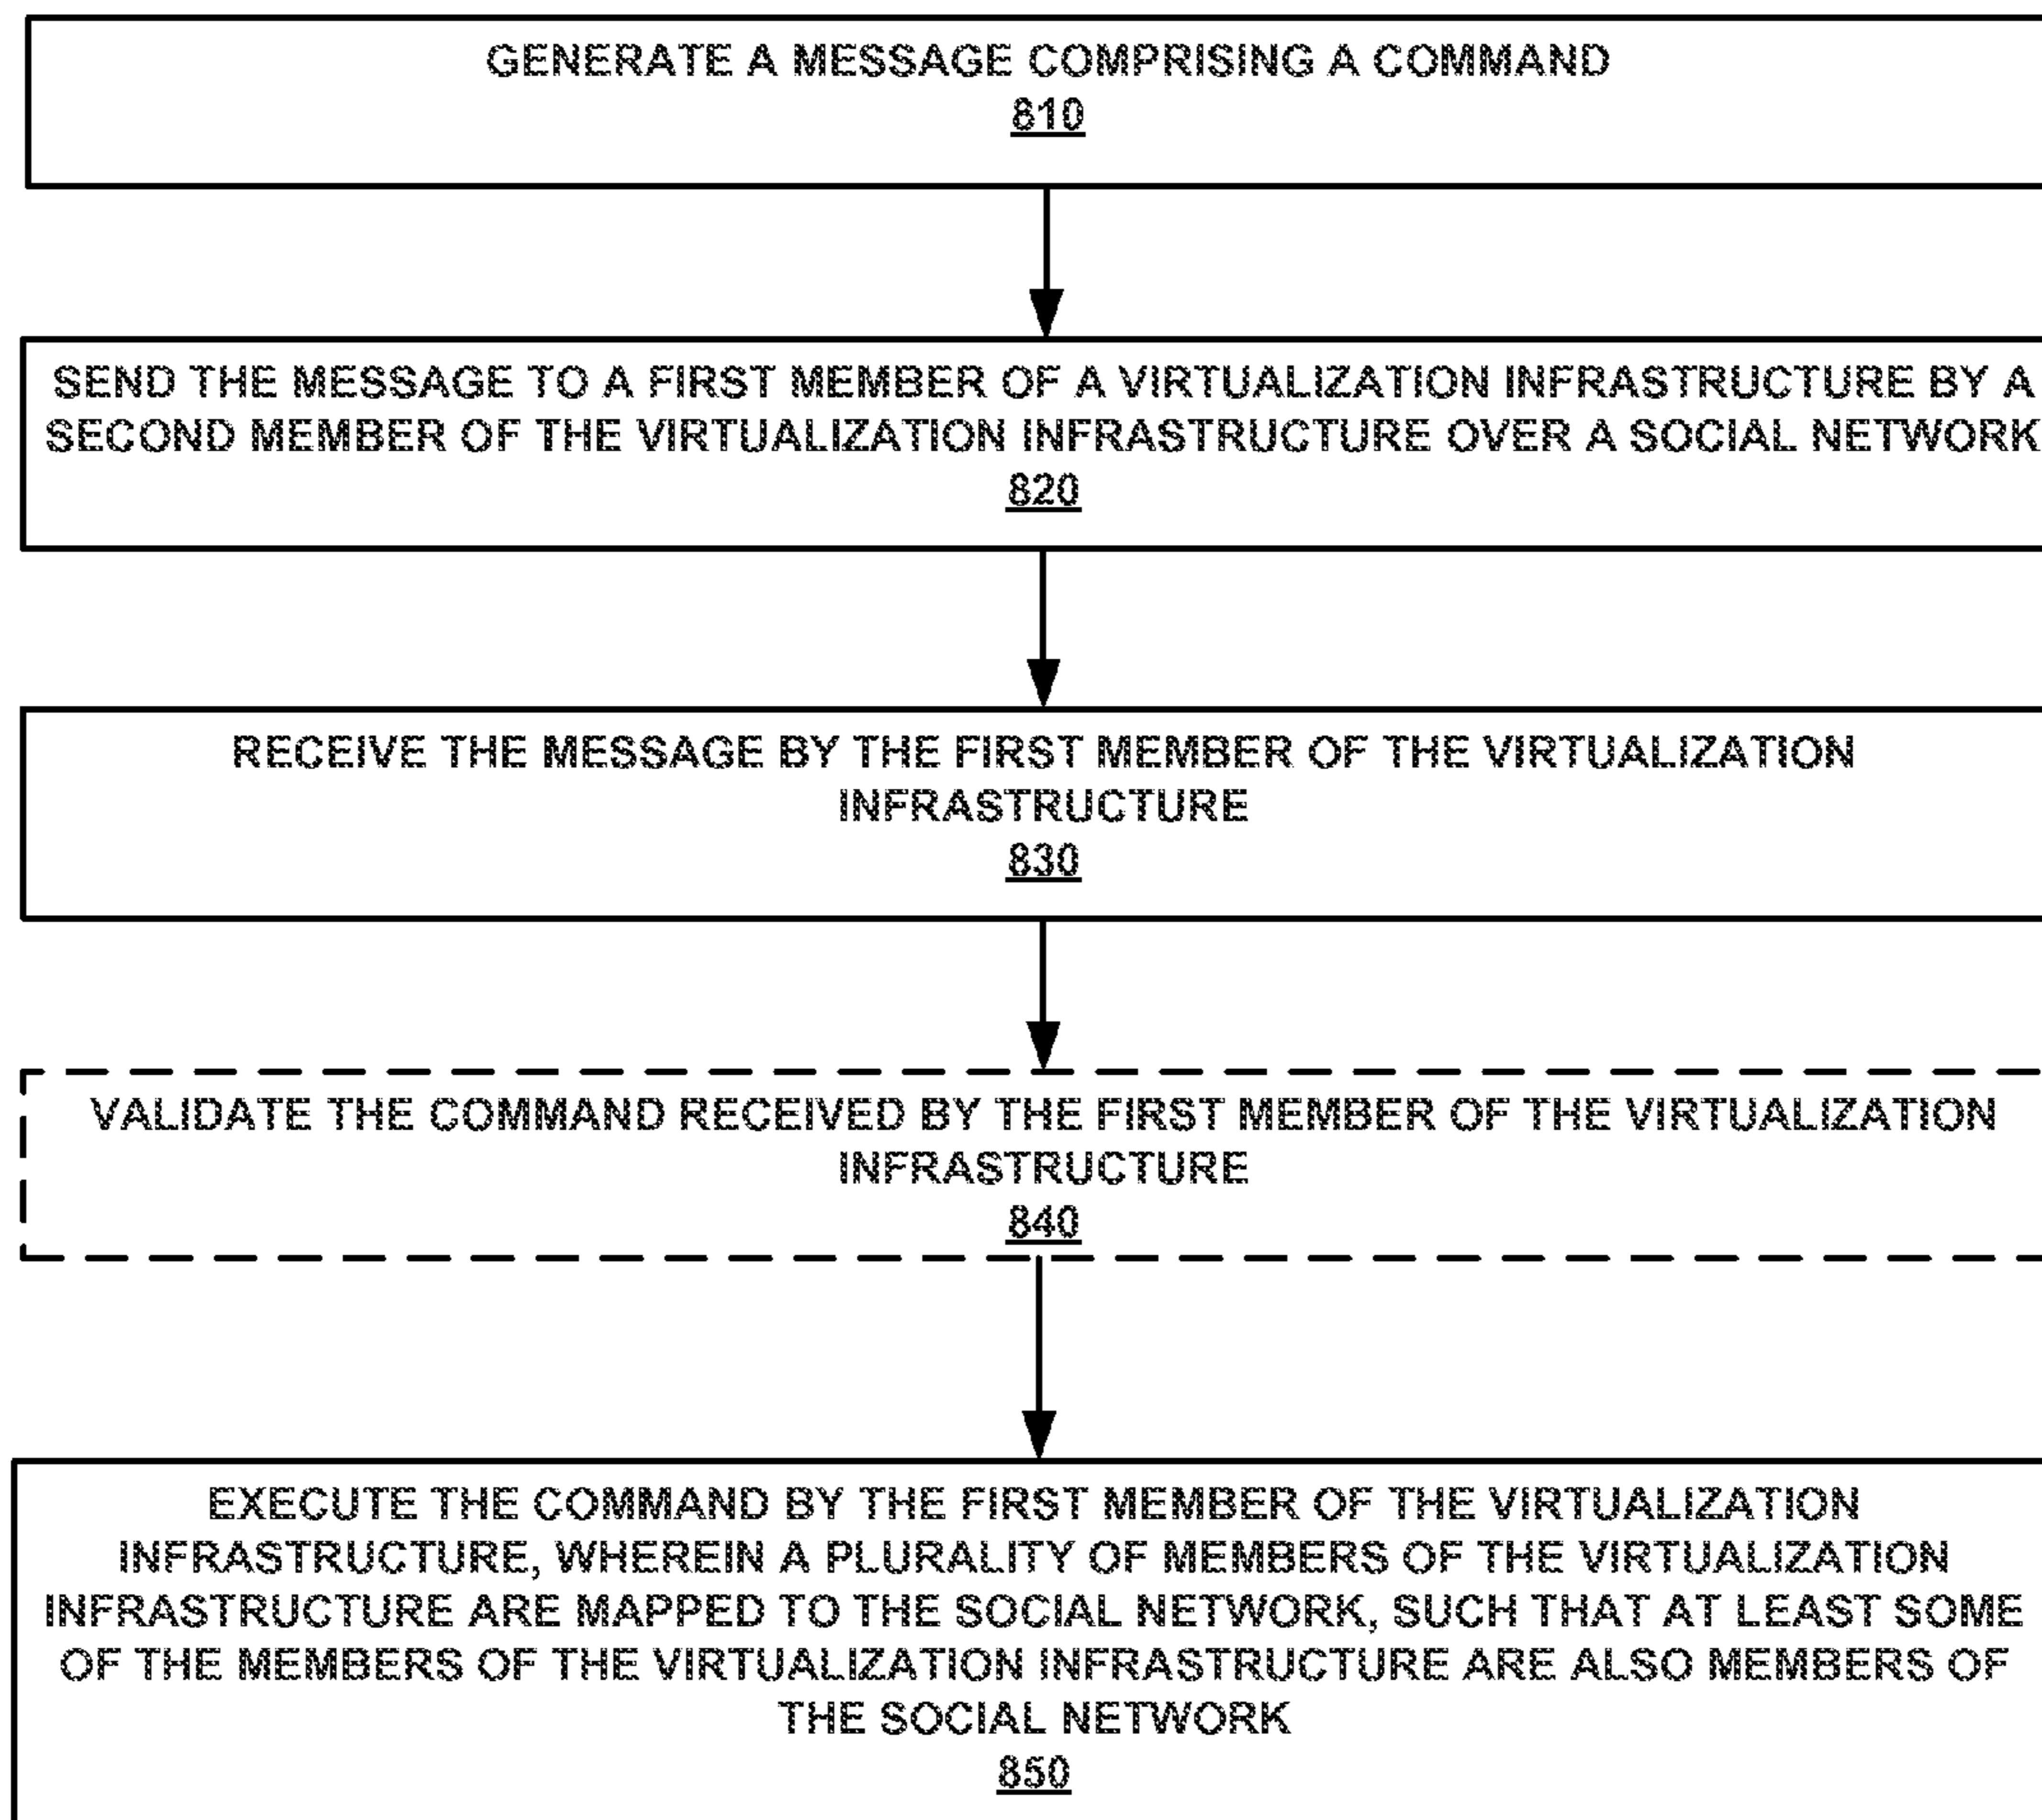 GENERATE A MESSAGE COMPRISING A COMMAND
810
SEND THE MESSAGE TO A FIRST MEMBER OF A VIRTUALIZATION INFRASTRUCTURE BY A
SECOND MEMBER OF THE VIRTUALIZATION INFRASTRUCTURE OVER A SOCIAL NETWORK
820
RECEIVE THE MESSAGE BY THE FIRST MEMBER OF THE VIRTUALIZATION
INFRASTRUCTURE
830
VALIDATE THE COMMAND RECEIVED BY THE FIRST MEMBER OF THE VIRTUALIZATION
INFRASTRUCTURE
840
EXECUTE THE COMMAND BY THE FIRST MEMBER OF THE VIRTUALIZATION
INFRASTRUCTURE, WHEREIN A PLURALITY OF MEMBERS OF THE VIRTUALIZATION
INFRASTRUCTURE ARE MAPPED TO THE SOCIAL NETWORK, SUCH THAT AT LEAST SOME
OF THE MEMBERS OF THE VIRTUALIZATION INFRASTRUCTURE ARE ALSO MEMBERS OF
THE SOCIAL NETWORK
850